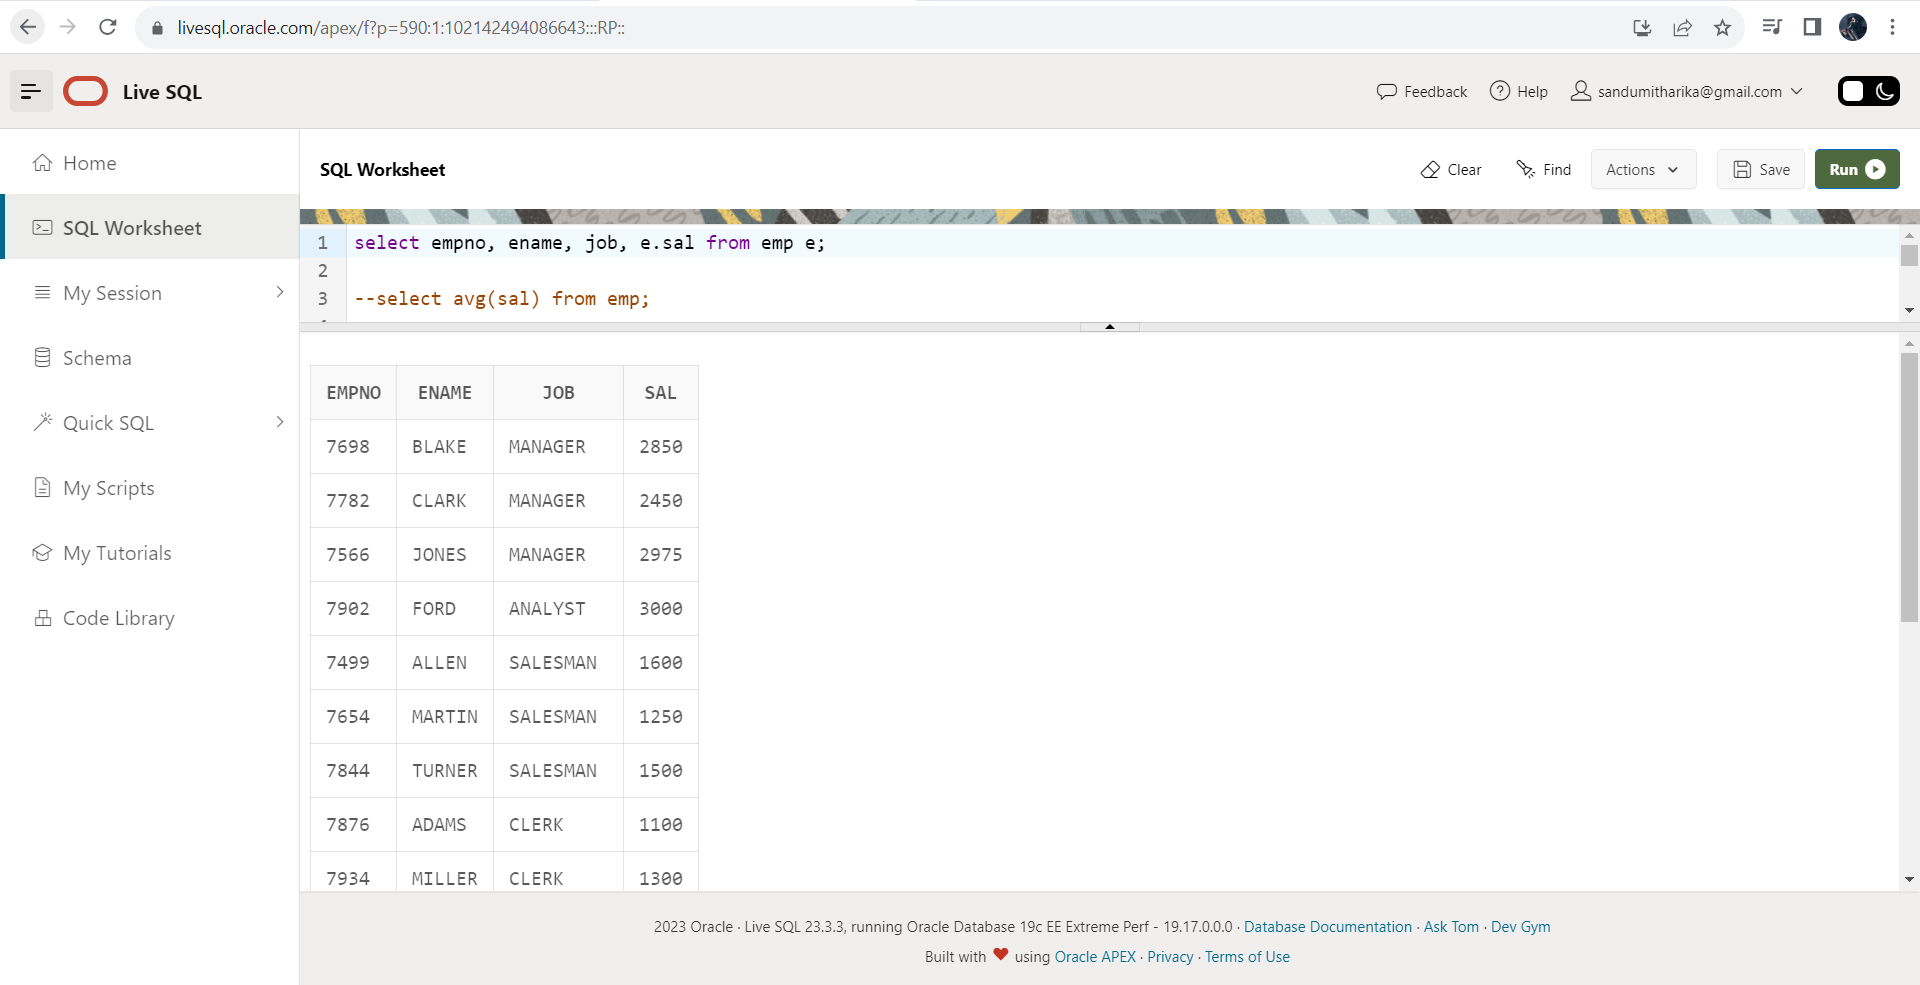 livesql.oracle.com/apex/f?p=590:1:102142494086643:::RP::
Live SQL
Feedback
Help
sandumitharika@gmail.com
Home
SQL Worksheet
My Session
Schema
Quick SQL
My Scripts
My Tutorials
Code Library
SQL Worksheet
Clear
Find
Actions
Save
Run
1 select empno, ename, job, e.sal from emp e;
2
3 --select avg(sal) from emp;
EMPNO ENAME JOB SAL
7698 BLAKE MANAGER 2850
7782 CLARK MANAGER 2450
7566 JONES MANAGER 2975
7902 FORD ANALYST 3000
7499 ALLEN SALESMAN 1600
7654 MARTIN SALESMAN 1250
7844 TURNER SALESMAN 1500
7876 ADAMS CLERK 1100
7934 MILLER CLERK 1300
2023 Oracle · Live SQL 23.3.3, running Oracle Database 19c EE Extreme Perf - 19.17.0.0.0 · Database Documentation · Ask Tom · Dev Gym
Built with ❤ using Oracle APEX · Privacy · Terms of Use